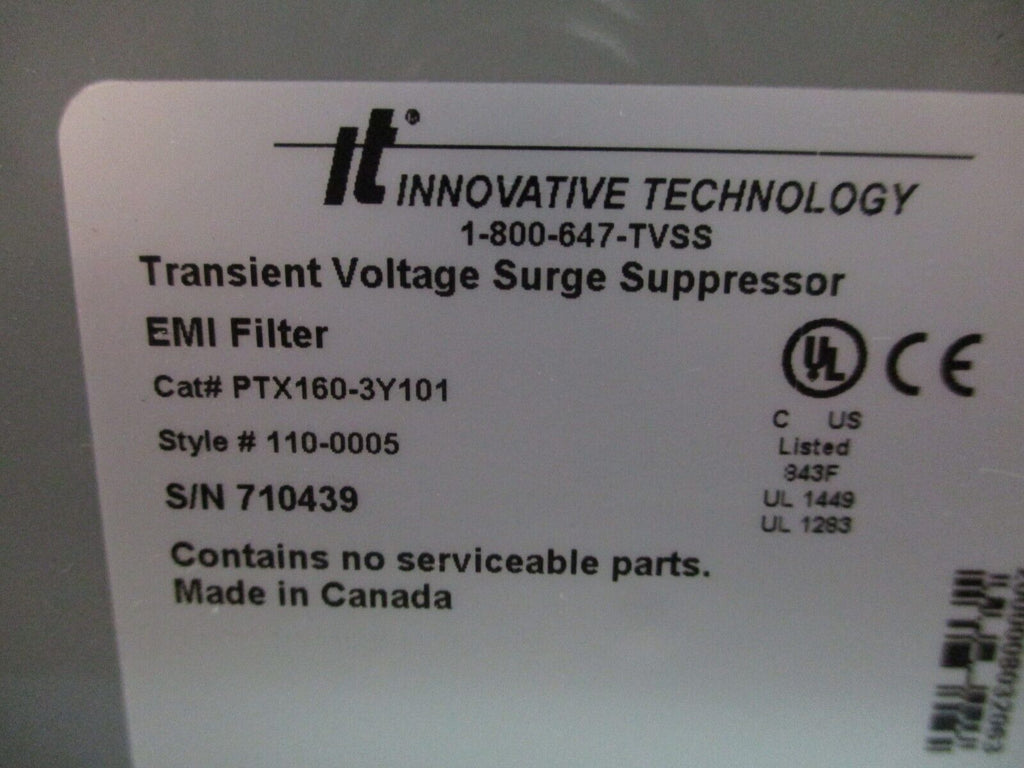 it®
INNOVATIVE TECHNOLOGY
1-800-647-TVSS
Transient Voltage Surge Suppressor
EMI Filter
Cat# PTX160-3Y101
Style # 110-0005
S/N 710439
Contains no serviceable parts.
Made in Canada
UL CE
C US
Listed
943F
UL 1449
UL 1283